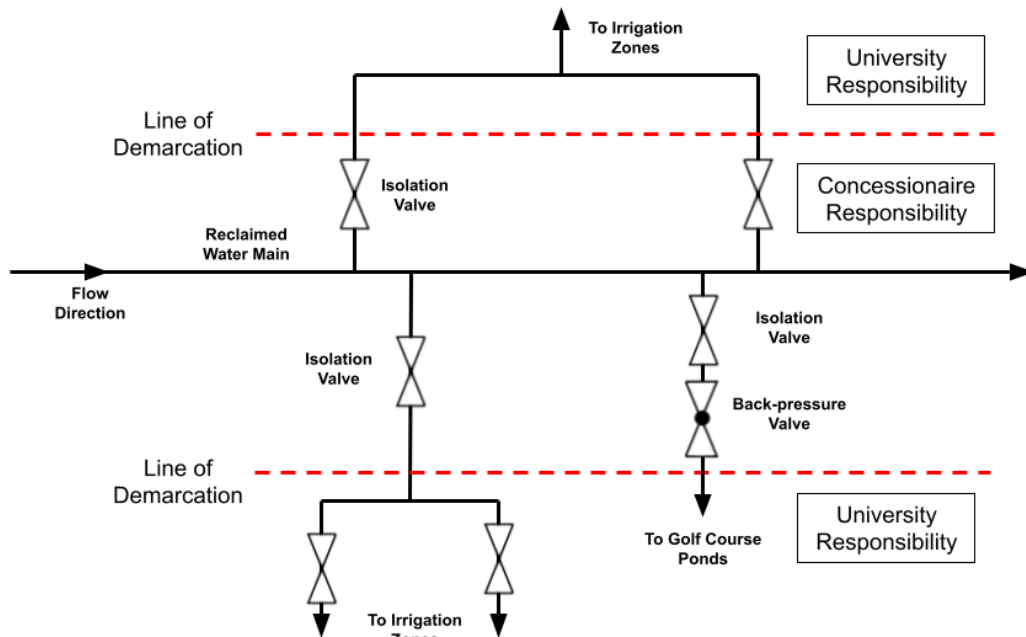 To Irrigation
Zones
University
Responsibility
Line of
Demarcation
Isolation
Valve
Concessionaire
Responsibility
Reclaimed
Water Main
Flow
Direction
Isolation
Valve
Isolation
Valve
Back-pressure
Valve
Line of
Demarcation
To Golf Course
Ponds
University
Responsibility
To Irrigation
Zones